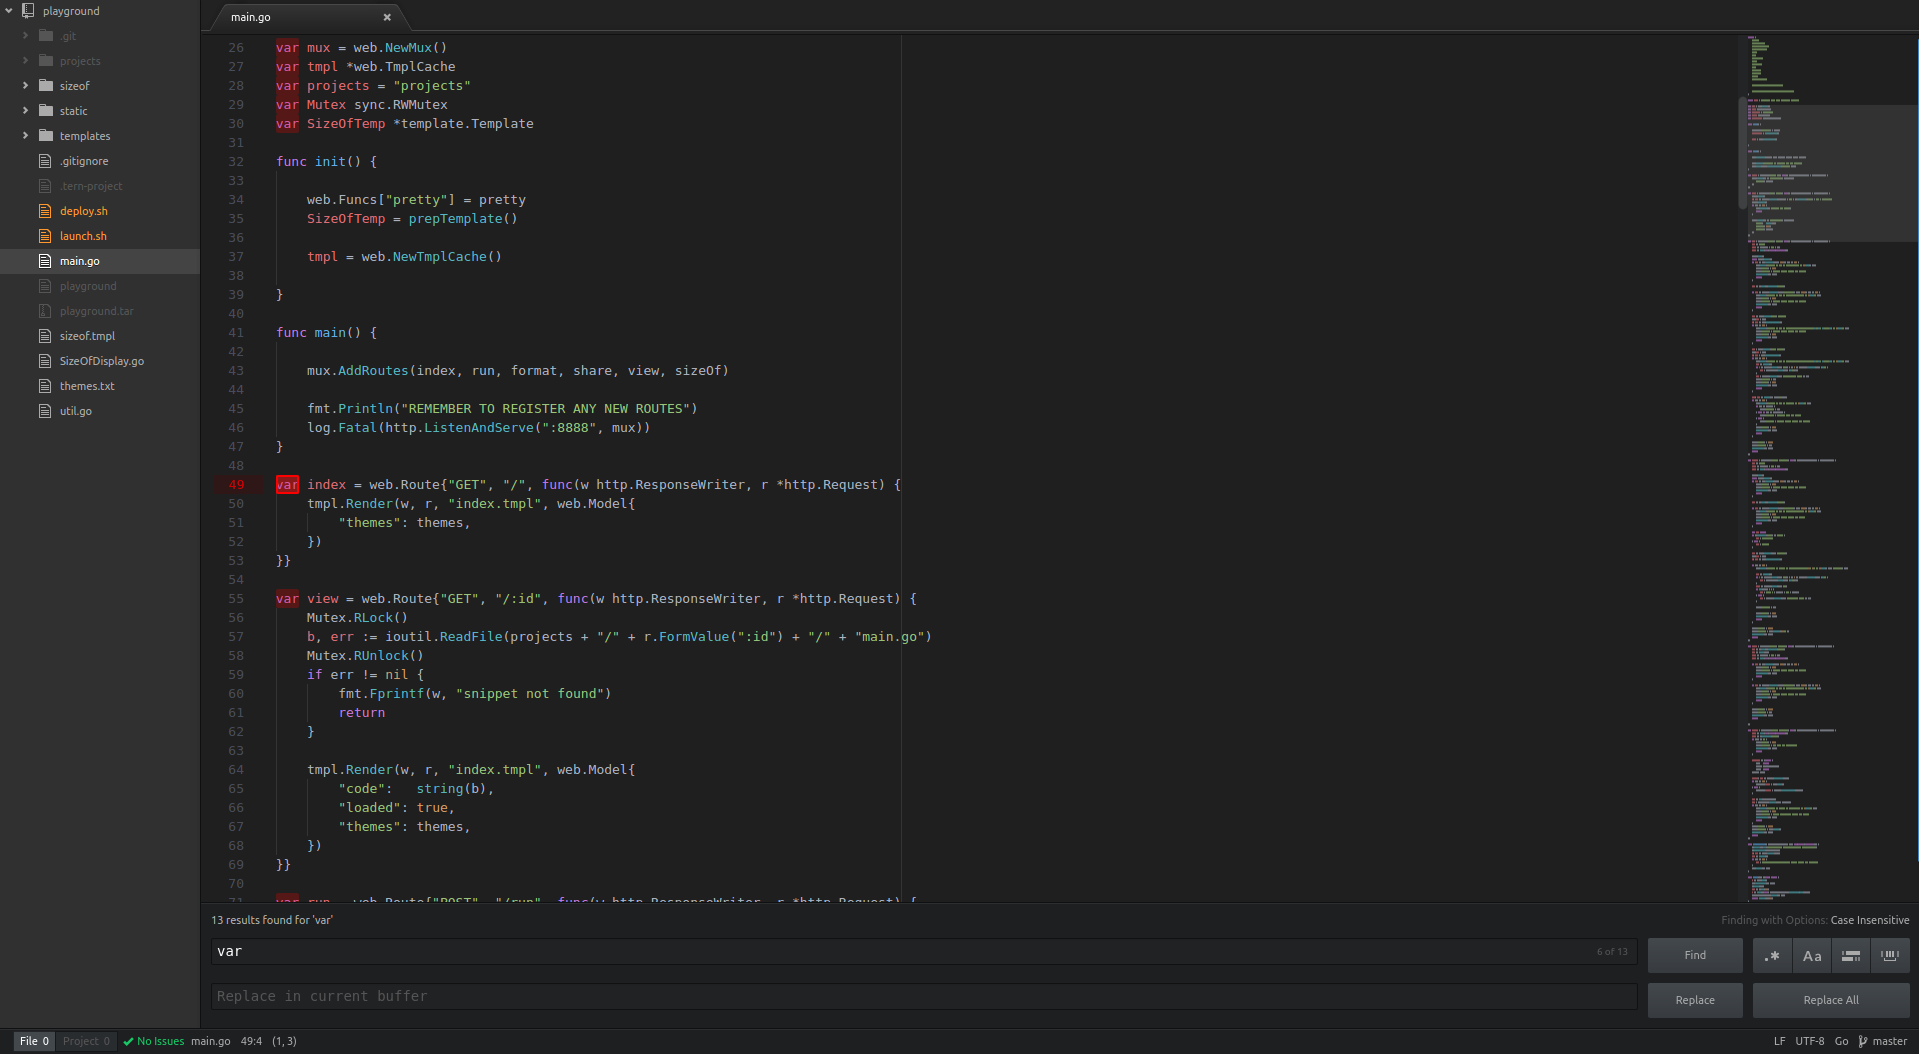 playground
.git
projects
sizeof
static
templates
.gitignore
.tern-project
deploy.sh
launch.sh
main.go
playground
playground.tar
sizeof.tmpl
SizeOfDisplay.go
themes.txt
util.go
main.go ×
26 var mux = web.NewMux()
27 var tmpl *web.TmplCache
28 var projects = "projects"
29 var Mutex sync.RWMutex
30 var SizeOfTemp *template.Template
31
32 func init() {
33
34 web.Funcs["pretty"] = pretty
35 SizeOfTemp = prepTemplate()
36
37 tmpl = web.NewTmplCache()
38
39 }
40
41 func main() {
42
43 mux.AddRoutes(index, run, format, share, view, sizeOf)
44
45 fmt.Println("REMEMBER TO REGISTER ANY NEW ROUTES")
46 log.Fatal(http.ListenAndServe(":8888", mux))
47 }
48
49 var index = web.Route{"GET", "/", func(w http.ResponseWriter, r *http.Request) {
50 tmpl.Render(w, r, "index.tmpl", web.Model{
51 "themes": themes,
52 })
53 }}
54
55 var view = web.Route{"GET", "/:id", func(w http.ResponseWriter, r *http.Request) {
56 Mutex.RLock()
57 b, err := ioutil.ReadFile(projects + "/" + r.FormValue(":id") + "/" + "main.go")
58 Mutex.RUnlock()
59 if err != nil {
60 fmt.Fprintf(w, "snippet not found")
61 return
62 }
63
64 tmpl.Render(w, r, "index.tmpl", web.Model{
65 "code":   string(b),
66 "loaded": true,
67 "themes": themes,
68 })
69 }}
70
71 var run = web.Route{"POST", "/run", func(w http.ResponseWriter, r *http.Request) {
13 results found for 'var' Finding with Options: Case Insensitive
var 6 of 13 Find .* Aa
Replace in current buffer Replace Replace All
File 0 Project 0 No Issues main.go 49:4 (1, 3) LF UTF-8 Go master